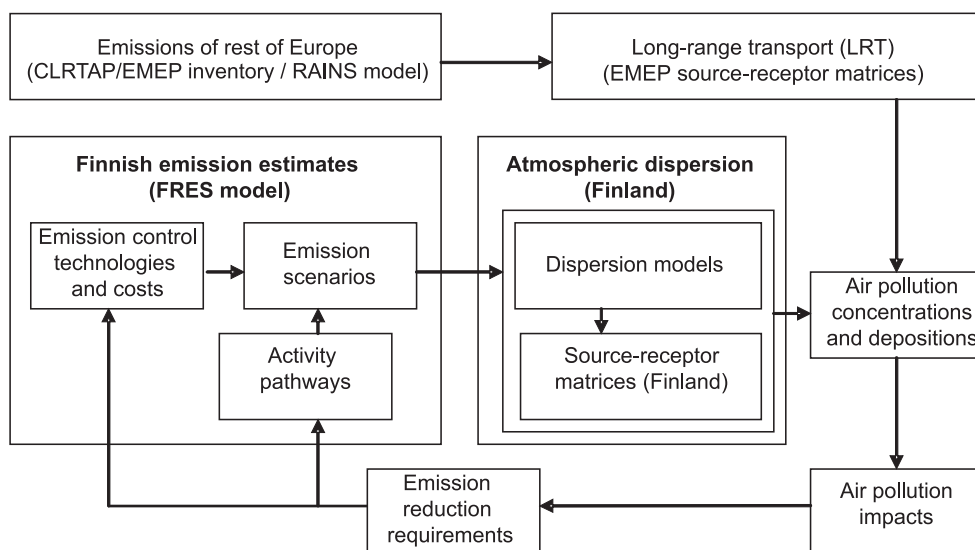 Emissions of rest of Europe
(CLRTAP/EMEP inventory / RAINS model)
Long-range transport (LRT)
(EMEP source-receptor matrices)
Finnish emission estimates
(FRES model)
Emission control
technologies
and costs
Emission
scenarios
Activity
pathways
Atmospheric dispersion
(Finland)
Dispersion models
Source-receptor
matrices (Finland)
Air pollution
concentrations
and depositions
Air pollution
impacts
Emission
reduction
requirements